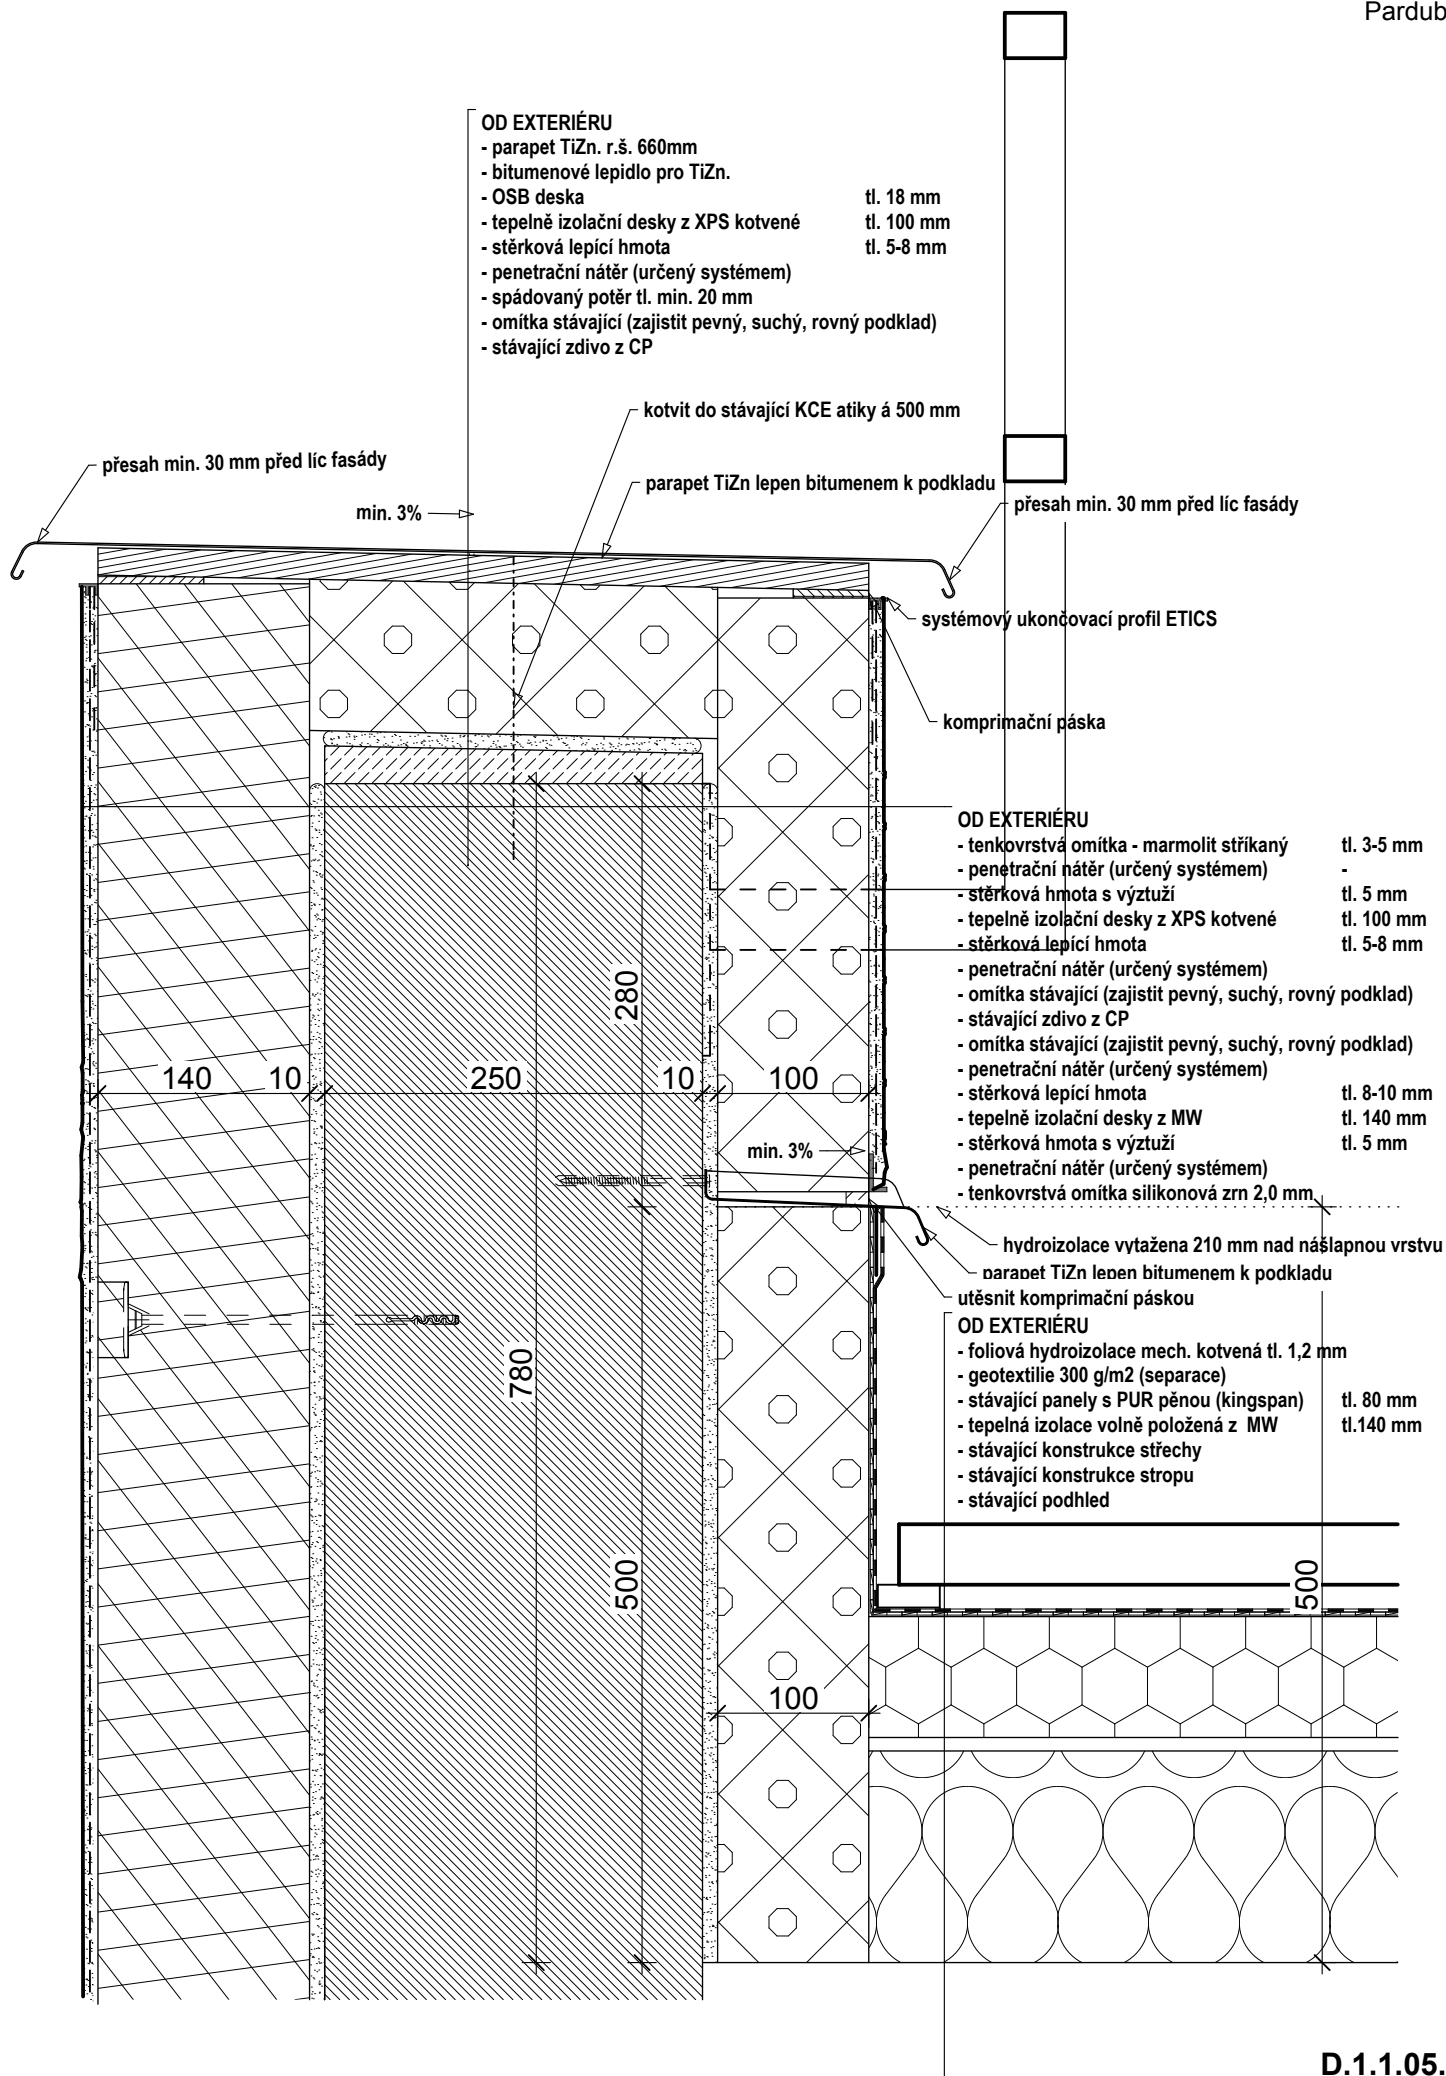 Pardub
OD EXTERIÉRU
- parapet TiZn. r.š. 660mm
- bitumenové lepidlo pro TiZn.
- OSB deska tl. 18 mm
- tepelně izolační desky z XPS kotvené tl. 100 mm
- stěrková lepící hmota tl. 5-8 mm
- penetrační nátěr (určený systémem)
- spádovaný potěr tl. min. 20 mm
- omítka stávající (zajistit pevný, suchý, rovný podklad)
- stávající zdivo z CP
kotvit do stávající KCE atiky á 500 mm
přesah min. 30 mm před líc fasády
parapet TiZn lepen bitumenem k podkladu
min. 3%
přesah min. 30 mm před líc fasády
systémový ukončovací profil ETICS
komprimační páska
OD EXTERIÉRU
- tenkovrstvá omítka - marmolit stříkaný tl. 3-5 mm
- penetrační nátěr (určený systémem) -
- stěrková hmota s výztuží tl. 5 mm
- tepelně izolační desky z XPS kotvené tl. 100 mm
- stěrková lepící hmota tl. 5-8 mm
- penetrační nátěr (určený systémem)
- omítka stávající (zajistit pevný, suchý, rovný podklad)
- stávající zdivo z CP
- omítka stávající (zajistit pevný, suchý, rovný podklad)
- penetrační nátěr (určený systémem)
- stěrková lepící hmota tl. 8-10 mm
- tepelně izolační desky z MW tl. 140 mm
- stěrková hmota s výztuží tl. 5 mm
- penetrační nátěr (určený systémem)
- tenkovrstvá omítka silikonová zrn 2,0 mm
280
140 10 250 10 100
min. 3%
hydroizolace vytažena 210 mm nad nášlapnou vrstvu
parapet TiZn lepen bitumenem k podkladu
utěsnit komprimační páskou
OD EXTERIÉRU
- foliová hydroizolace mech. kotvená tl. 1,2 mm
- geotextilie 300 g/m2 (separace)
- stávající panely s PUR pěnou (kingspan) tl. 80 mm
- tepelná izolace volně položená z MW tl.140 mm
- stávající konstrukce střechy
- stávající konstrukce stropu
- stávající podhled
780
500
500
100
D.1.1.05.